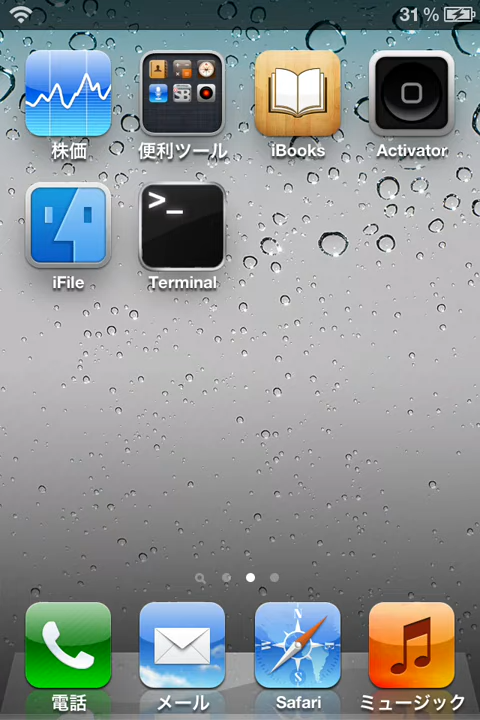 31%
株価
便利ツール
iBooks
Activator
iFile
>_
Terminal
電話
メール
Safari
ミュージック